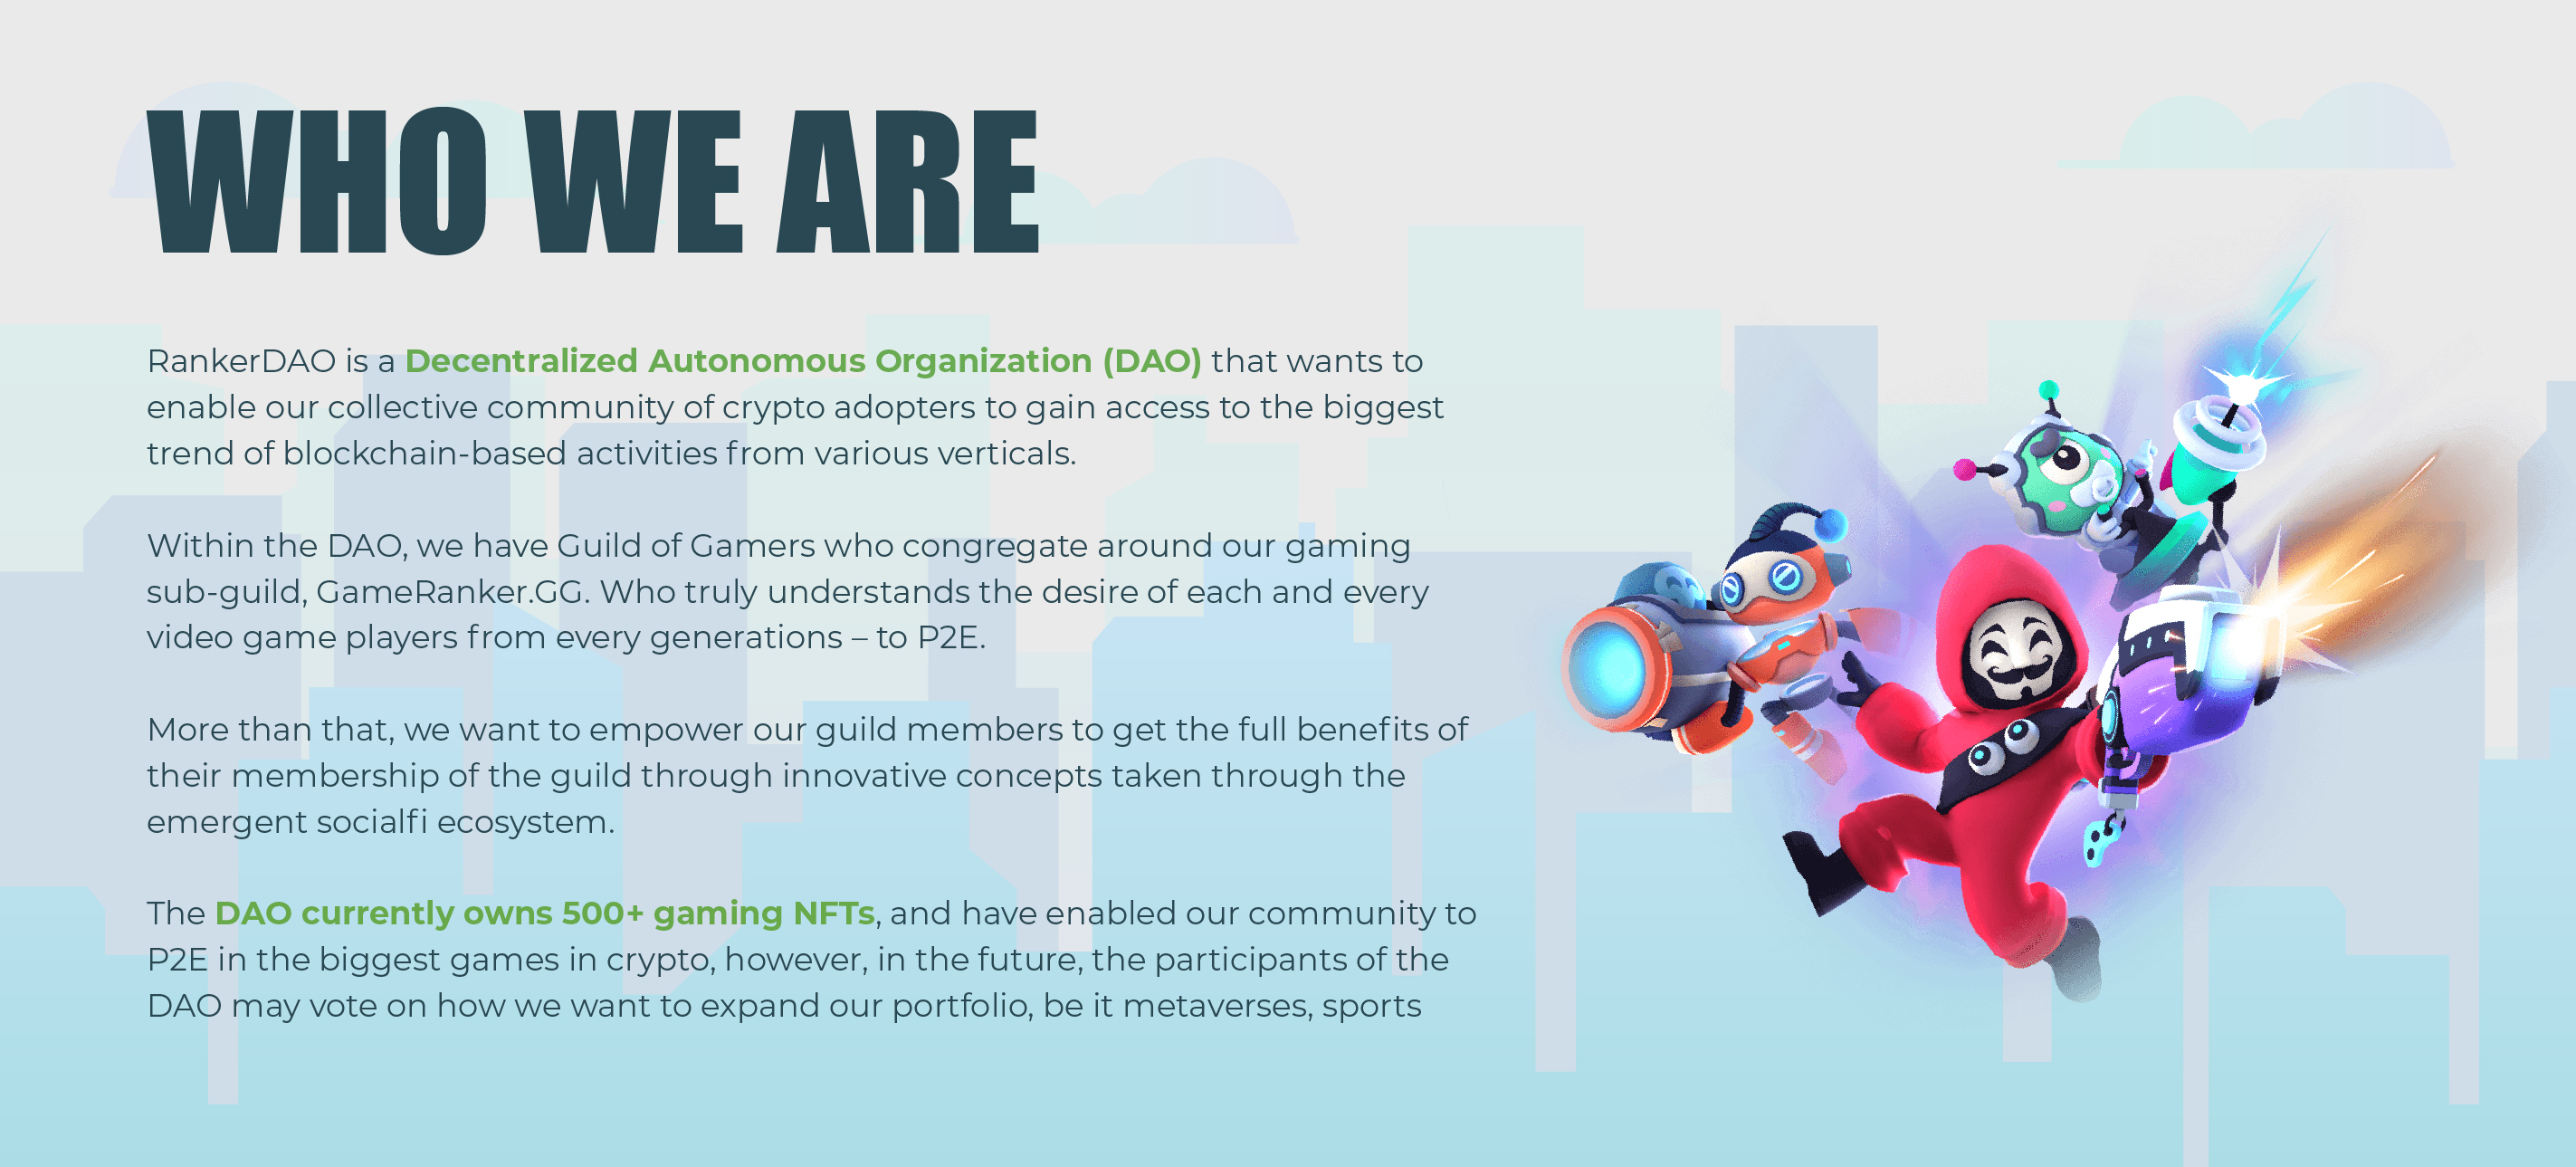 WHO WE ARE
RankerDAO is a Decentralized Autonomous Organization (DAO) that wants to
enable our collective community of crypto adopters to gain access to the biggest
trend of blockchain-based activities from various verticals.
Within the DAO, we have Guild of Gamers who congregate around our gaming
sub-guild, GameRanker.GG. Who truly understands the desire of each and every
video game players from every generations – to P2E.
More than that, we want to empower our guild members to get the full benefits of
their membership of the guild through innovative concepts taken through the
emergent socialfi ecosystem.
The DAO currently owns 500+ gaming NFTs, and have enabled our community to
P2E in the biggest games in crypto, however, in the future, the participants of the
DAO may vote on how we want to expand our portfolio, be it metaverses, sports